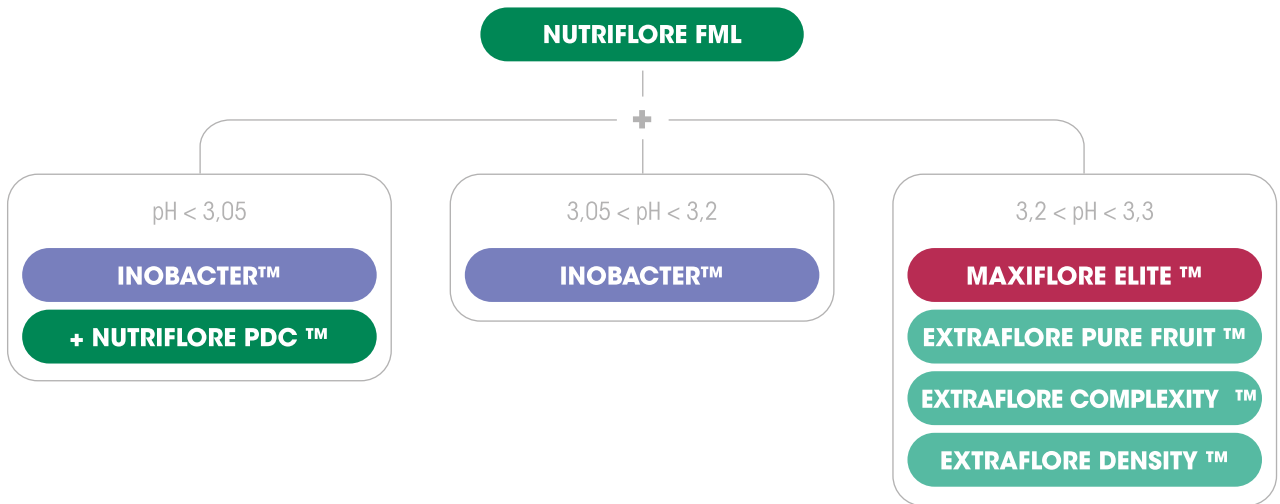 NUTRIFLORE FML
+
pH < 3,05
INOBACTER™
+ NUTRIFLORE PDC ™
3,05 < pH < 3,2
INOBACTER™
3,2 < pH < 3,3
MAXIFLORE ELITE ™
EXTRAFLORE PURE FRUIT ™
EXTRAFLORE COMPLEXITY ™
EXTRAFLORE DENSITY ™